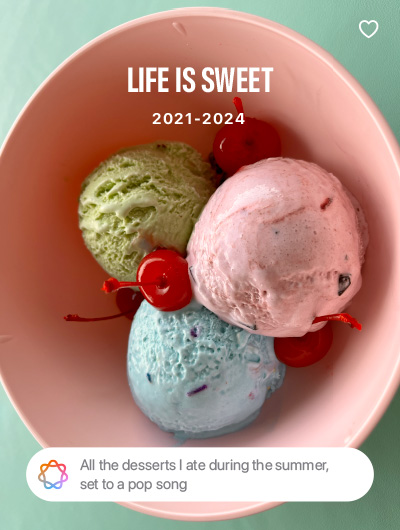 LIFE IS SWEET
2021-2024
All the desserts I ate during the summer,
set to a pop song